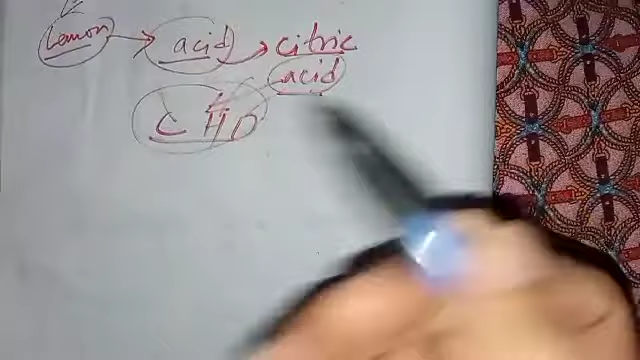 Lemon → acid → citric
acid
C H O